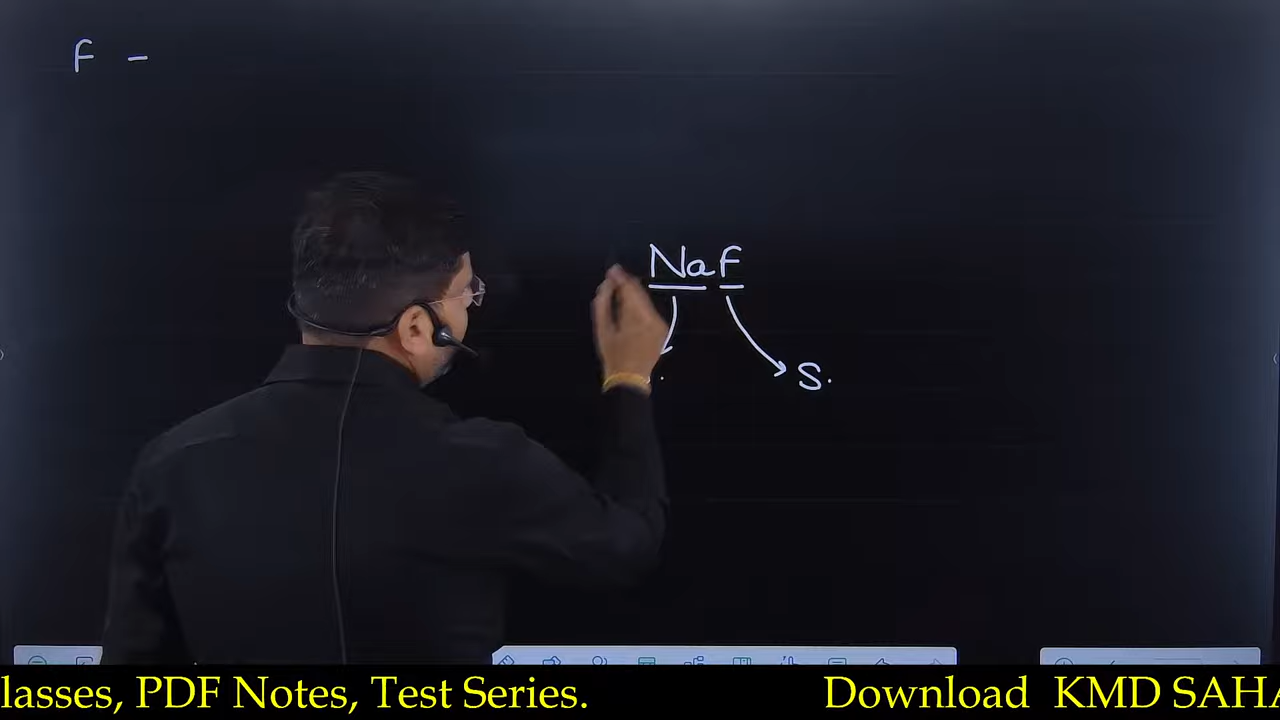 F -
NaF
S.
lasses, PDF Notes, Test Series. Download KMD SAHA